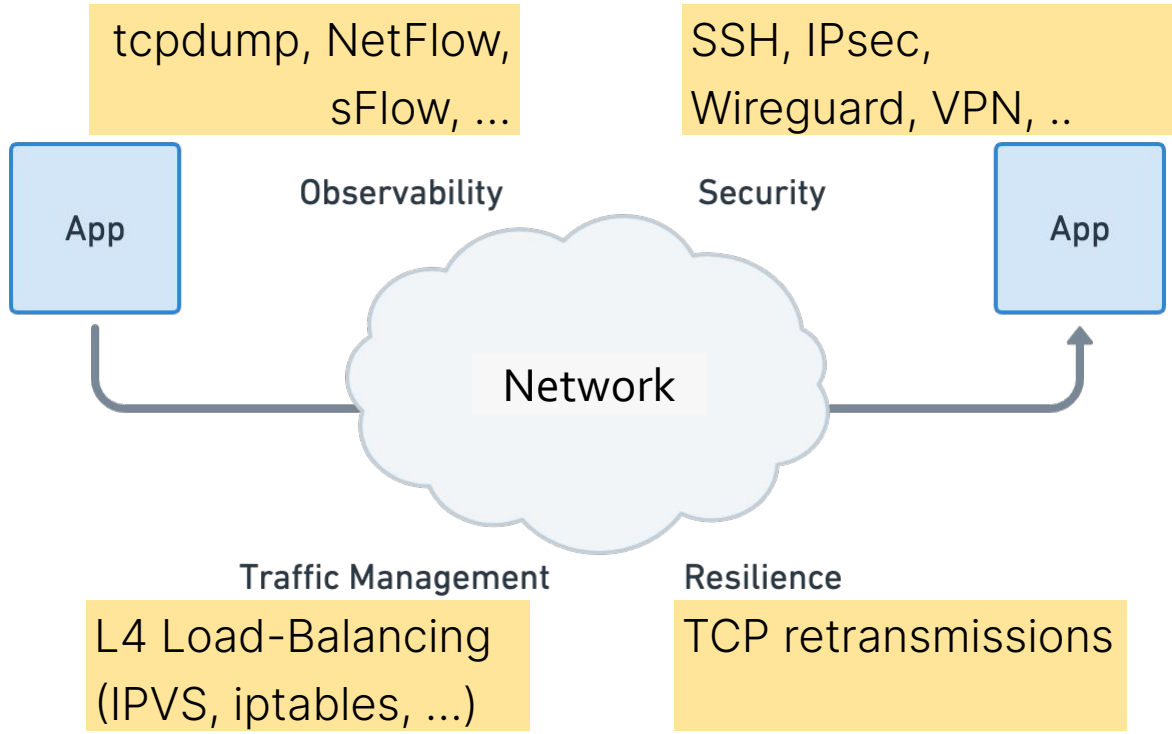 tcpdump, NetFlow,
sFlow, ...
SSH, IPsec,
Wireguard, VPN, ..
App
Observability
Security
App
Network
Traffic Management
Resilience
L4 Load-Balancing
(IPVS, iptables, ...)
TCP retransmissions